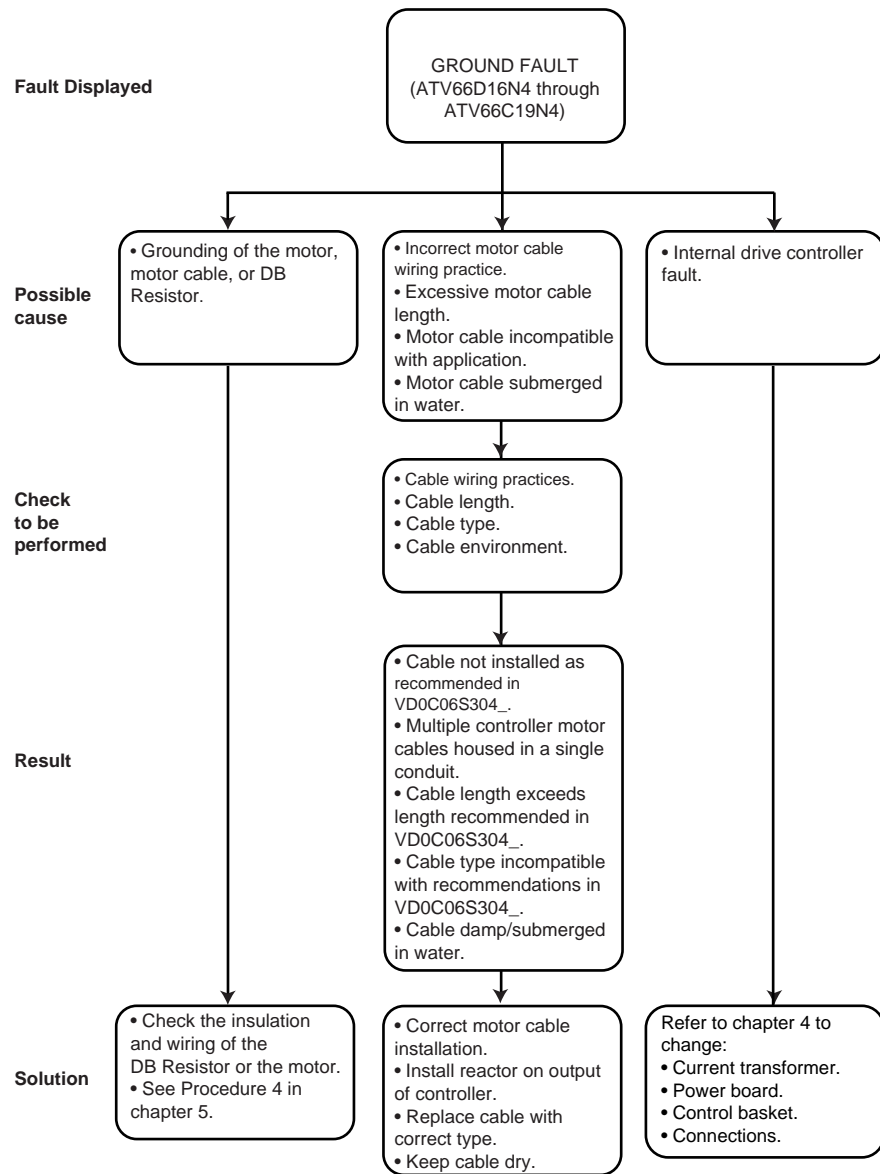 Fault Displayed
GROUND FAULT
(ATV66D16N4 through
ATV66C19N4)
Possible
cause
• Grounding of the motor,
motor cable, or DB
Resistor.
• Incorrect motor cable
wiring practice.
• Excessive motor cable
length.
• Motor cable incompatible
with application.
• Motor cable submerged
in water.
• Internal drive controller
fault.
Check
to be
performed
• Cable wiring practices.
• Cable length.
• Cable type.
• Cable environment.
Result
• Cable not installed as
recommended in
VD0C06S304_.
• Multiple controller motor
cables housed in a single
conduit.
• Cable length exceeds
length recommended in
VD0C06S304_.
• Cable type incompatible
with recommendations in
VD0C06S304_.
• Cable damp/submerged
in water.
Solution
• Check the insulation
and wiring of the
DB Resistor or the motor.
• See Procedure 4 in
chapter 5.
• Correct motor cable
installation.
• Install reactor on output
of controller.
• Replace cable with
correct type.
• Keep cable dry.
Refer to chapter 4 to
change:
• Current transformer.
• Power board.
• Control basket.
• Connections.